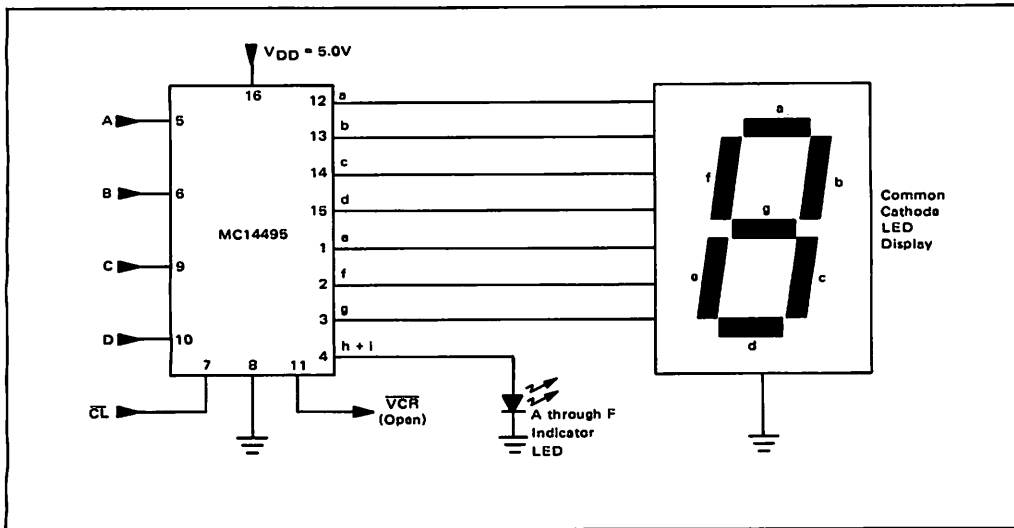 VDD = 5.0V
16
12 a
13 b
14 c
15 d
1 e
2 f
3 g
4 h + i
A 5
B 6
C 9
D 10
MC14495
7 8 11
CL
VCR
(Open)
A through F
Indicator
LED
a
f
b
g
e
c
d
Common
Cathode
LED
Display